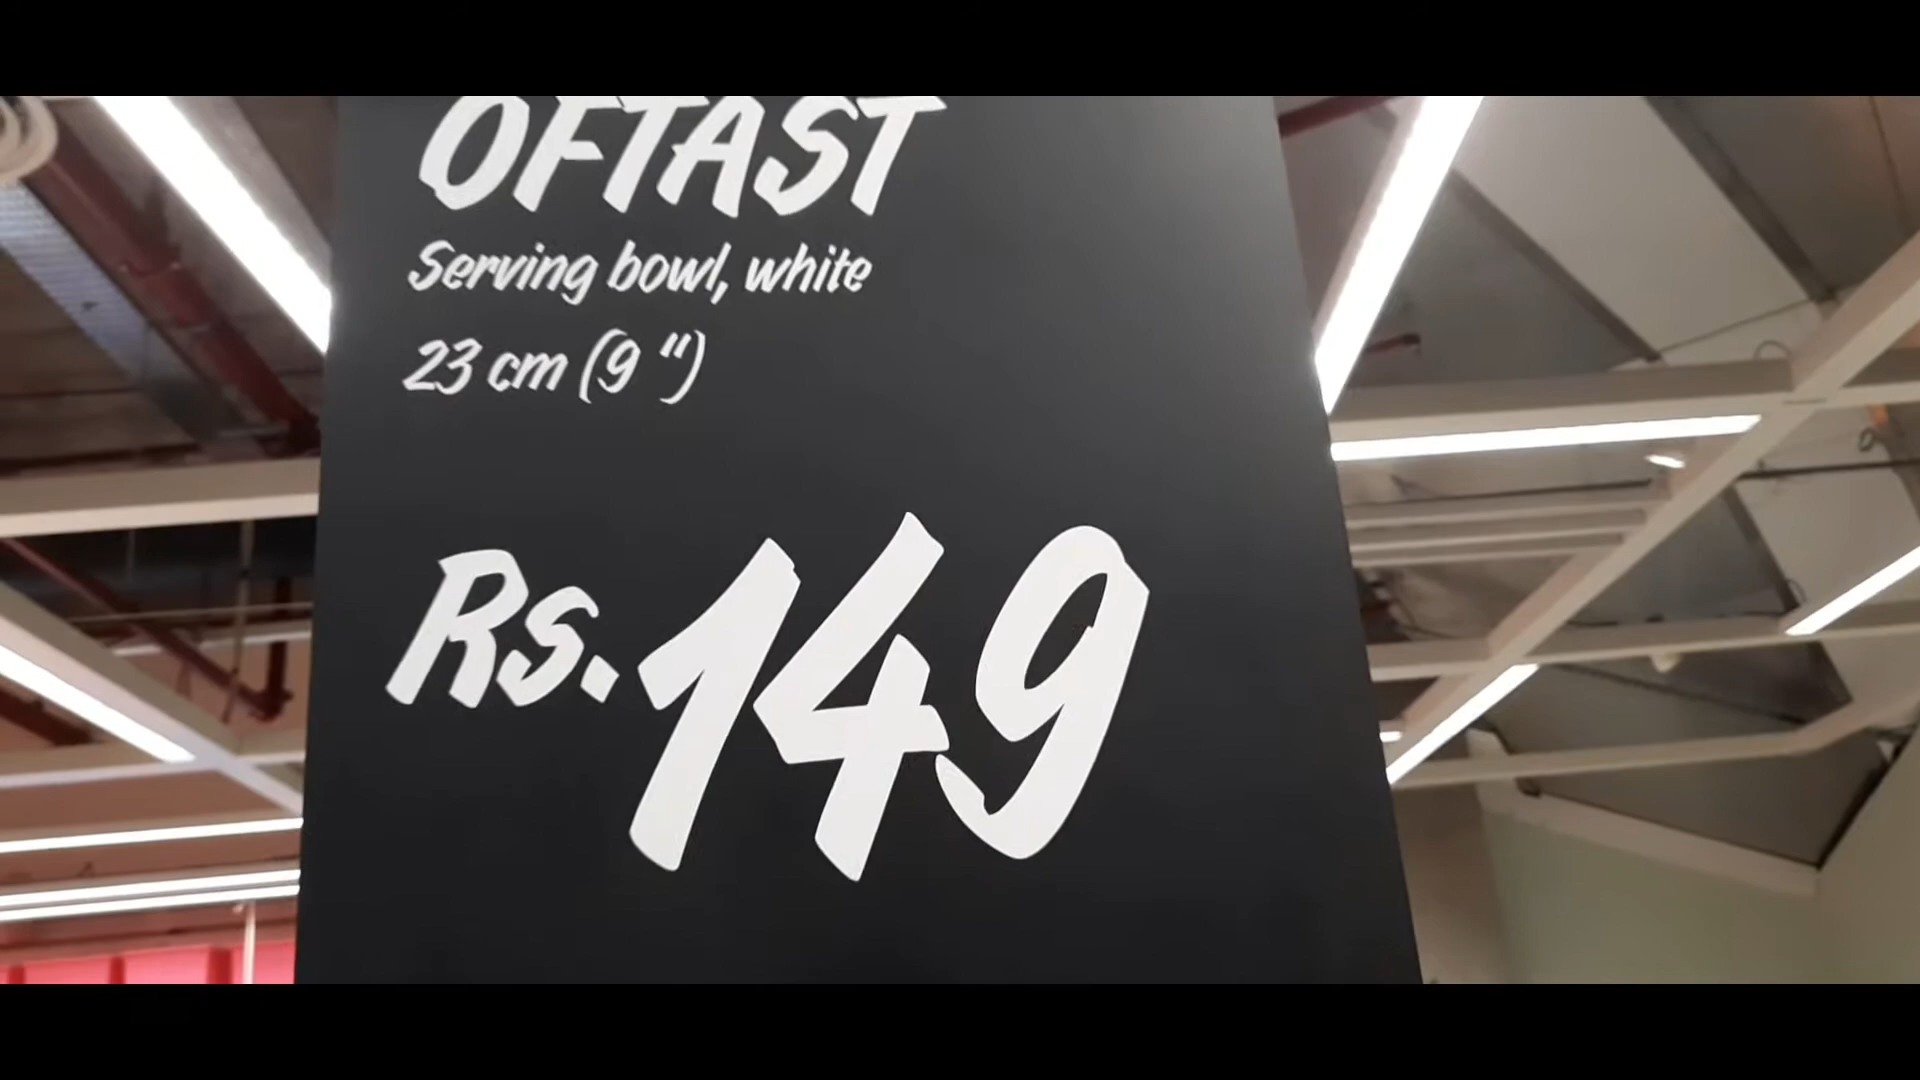 OFTAST
Serving bowl, white
23 cm (9 ")
Rs.149